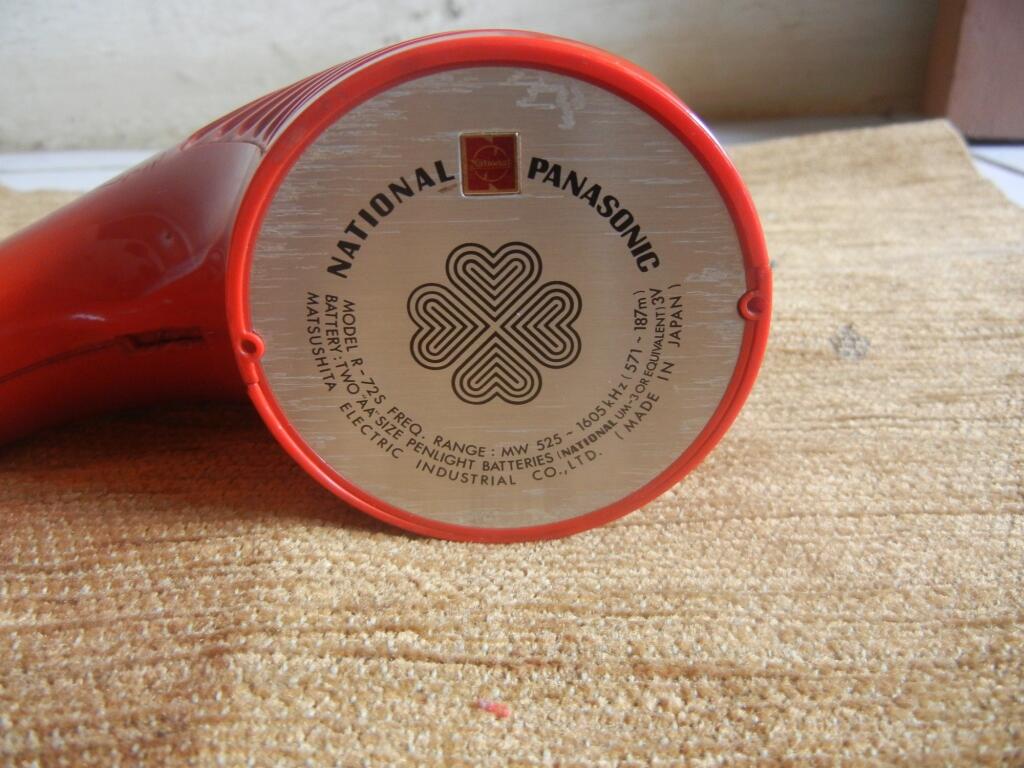 National
NATIONAL PANASONIC
MODEL R-72S FREQ. RANGE : MW 525 ~ 1605 kHz ( 571 ~ 187m )
BATTERY : TWO "AA" SIZE PENLIGHT BATTERIES (NATIONAL UM-3 OR EQUIVALENT) 3V
MATSUSHITA ELECTRIC INDUSTRIAL CO., LTD. ( MADE IN JAPAN )